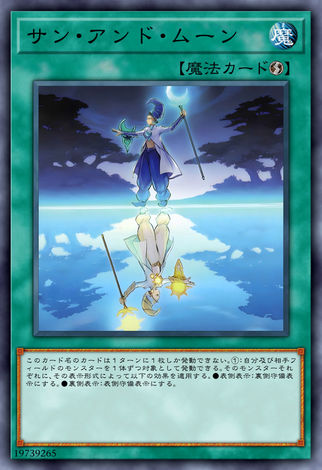 サン・アンド・ムーン
魔
【魔法カード】
このカード名のカードは1ターンに1枚しか発動できない。①:自分及び相手フ
ィールドのモンスターを1体ずつ対象として発動できる。そのモンスターそ
れぞれに、その表示形式によって以下の効果を適用する。●表側表示:裏側守備表
示にする。●裏側表示:表側守備表示にする。
19739265